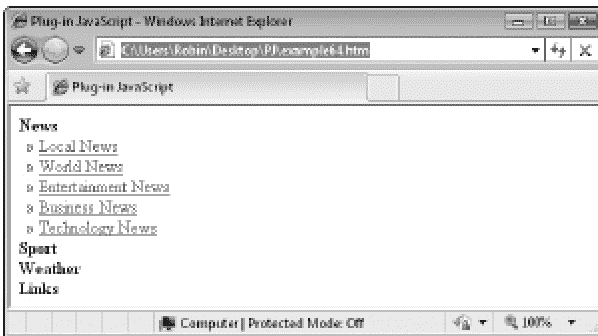 Plug-in JavaScript - Windows Internet Explorer
C:\Users\Robin\Desktop\PJ\example64.htm
Plug-in JavaScript
News
» Local News
» World News
» Entertainment News
» Business News
» Technology News
Sport
Weather
Links
Computer | Protected Mode: Off
100%